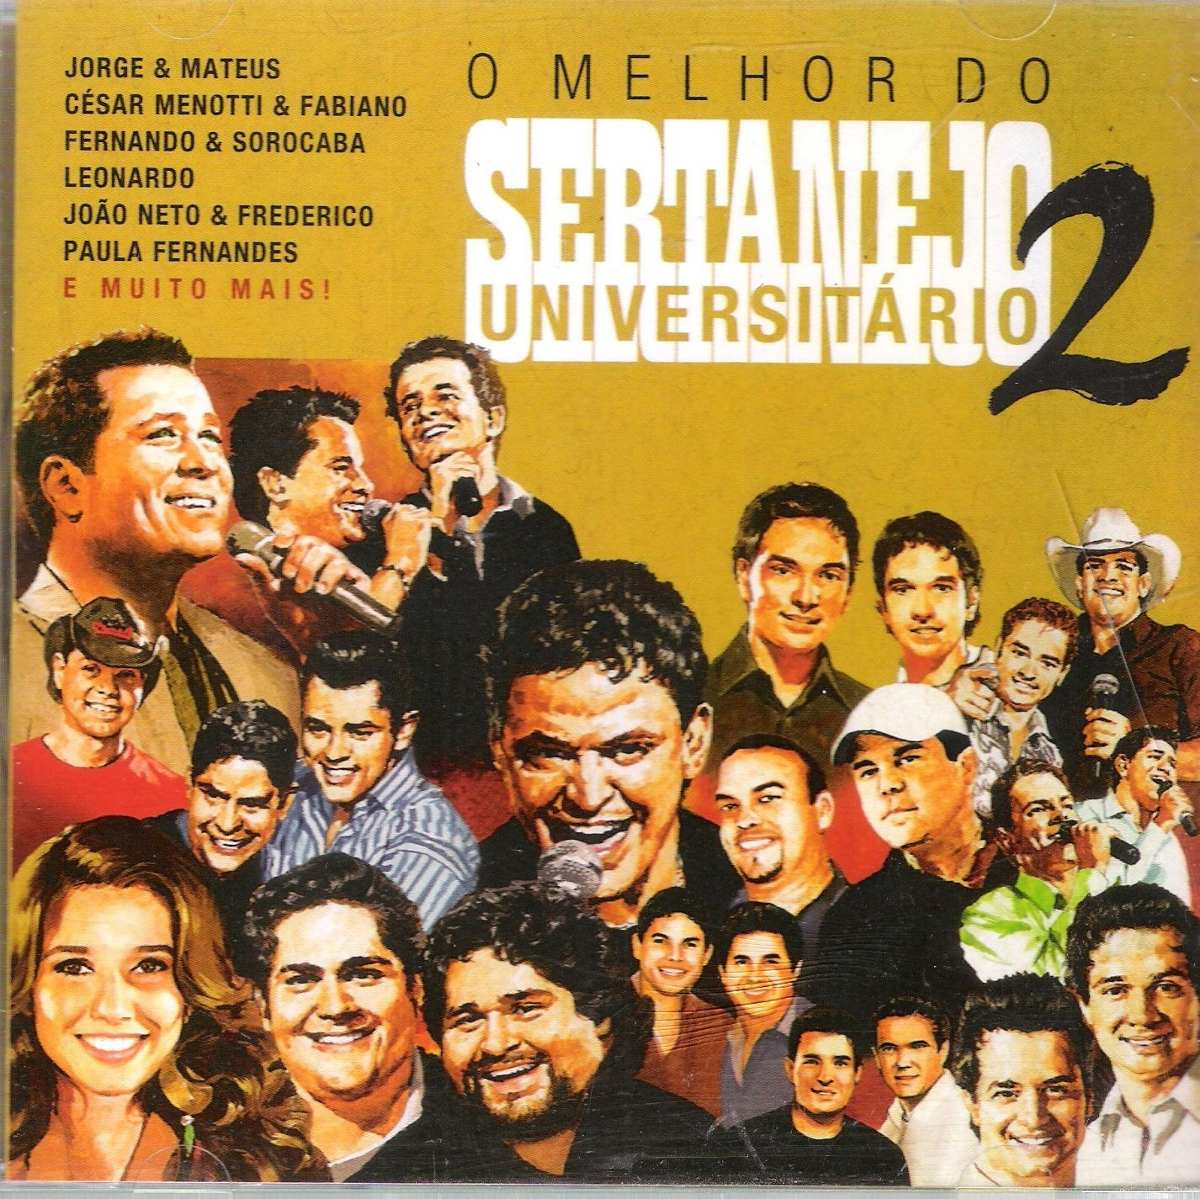 JORGE & MATEUS
CÉSAR MENOTTI & FABIANO
FERNANDO & SOROCABA
LEONARDO
JOÃO NETO & FREDERICO
PAULA FERNANDES
E MUITO MAIS!
O MELHOR DO
SERTANEJO
UNIVERSITÁRIO
2